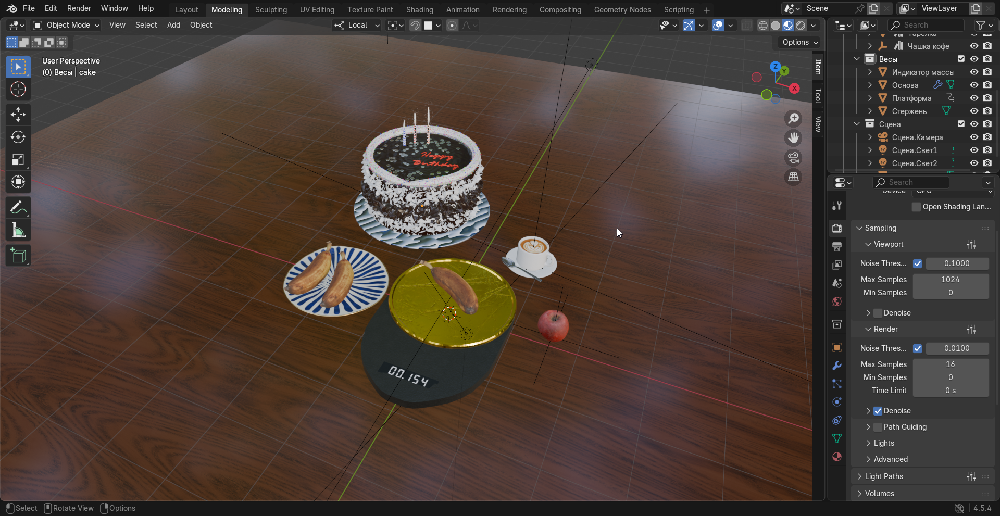 File Edit Render Window Help
Layout Modeling Sculpting UV Editing Texture Paint Shading Animation Rendering Compositing Geometry Nodes Scripting
Scene
ViewLayer
Object Mode View Select Add Object
Local
Search
Options
User Perspective
(0) Весы | cake
Item
Tool
View
Z
Y
X
Happy
Birthday
00.154
Тарелка
Чашка кофе
Весы
Индикатор массы
Основа
Платформа
Стержень
Сцена
Сцена.Камера
Сцена.Свет1
Сцена.Свет2
Search
Device
Open Shading Lan...
Sampling
Viewport
Noise Thres... 0.1000
Max Samples 1024
Min Samples 0
Denoise
Render
Noise Thres... 0.0100
Max Samples 16
Min Samples 0
Time Limit 0 s
Denoise
Path Guiding
Lights
Advanced
Light Paths
Volumes
Select Rotate View Options
4.5.4